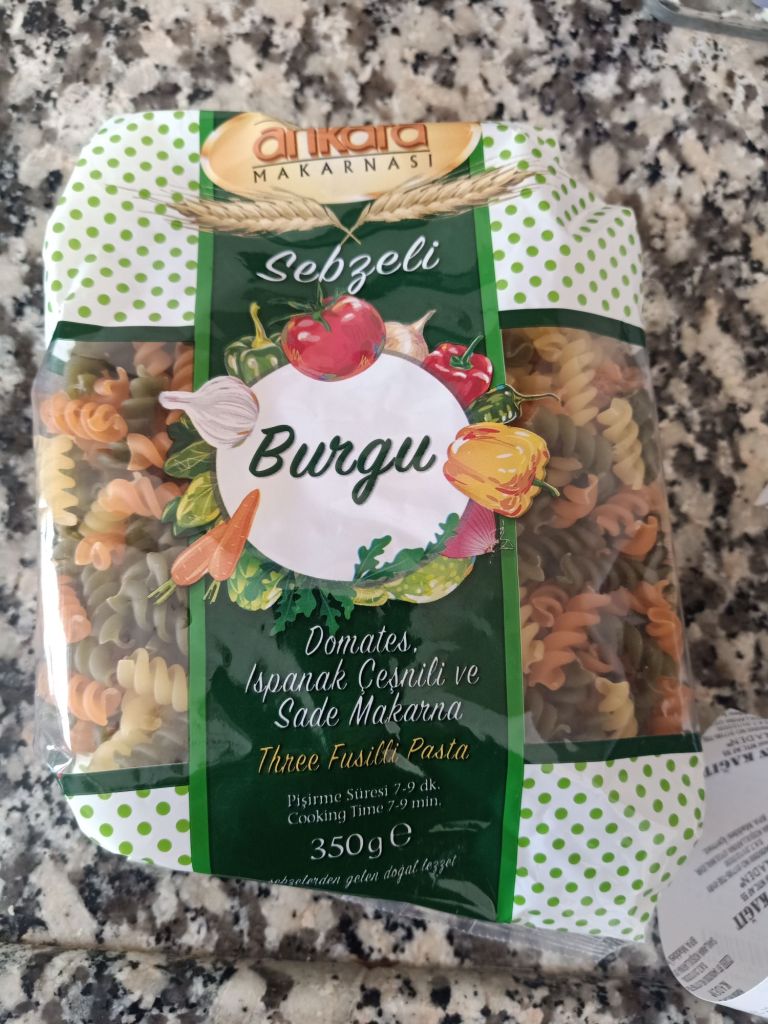 ankara
MAKARNASI
Sebzeli
Burgu
Domates,
Ispanak Çeşnili ve
Sade Makarna
Three Fusilli Pasta
Pişirme Süresi 7-9 dk.
Cooking Time 7-9 min.
350g e
sebzelerden gelen doğal lezzet
KAĞIT